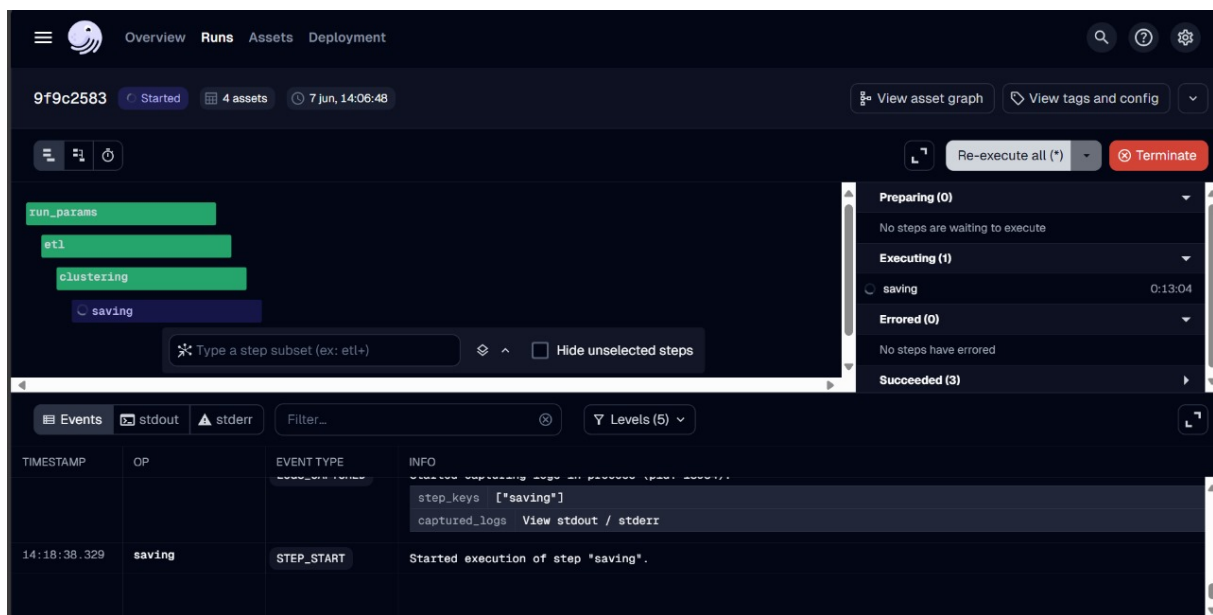 Overview Runs Assets Deployment
9f9c2583 Started 4 assets 7 jun, 14:06:48 View asset graph View tags and config
Re-execute all (*) Terminate
run_params
etl
clustering
saving
Type a step subset (ex: etl+) Hide unselected steps
Preparing (0)
No steps are waiting to execute
Executing (1)
saving 0:13:04
Errored (0)
No steps have errored
Succeeded (3)
Events stdout stderr Filter... Levels (5)
TIMESTAMP OP EVENT TYPE INFO
step_keys ["saving"]
captured_logs View stdout / stderr
14:18:38.329 saving STEP_START Started execution of step "saving".